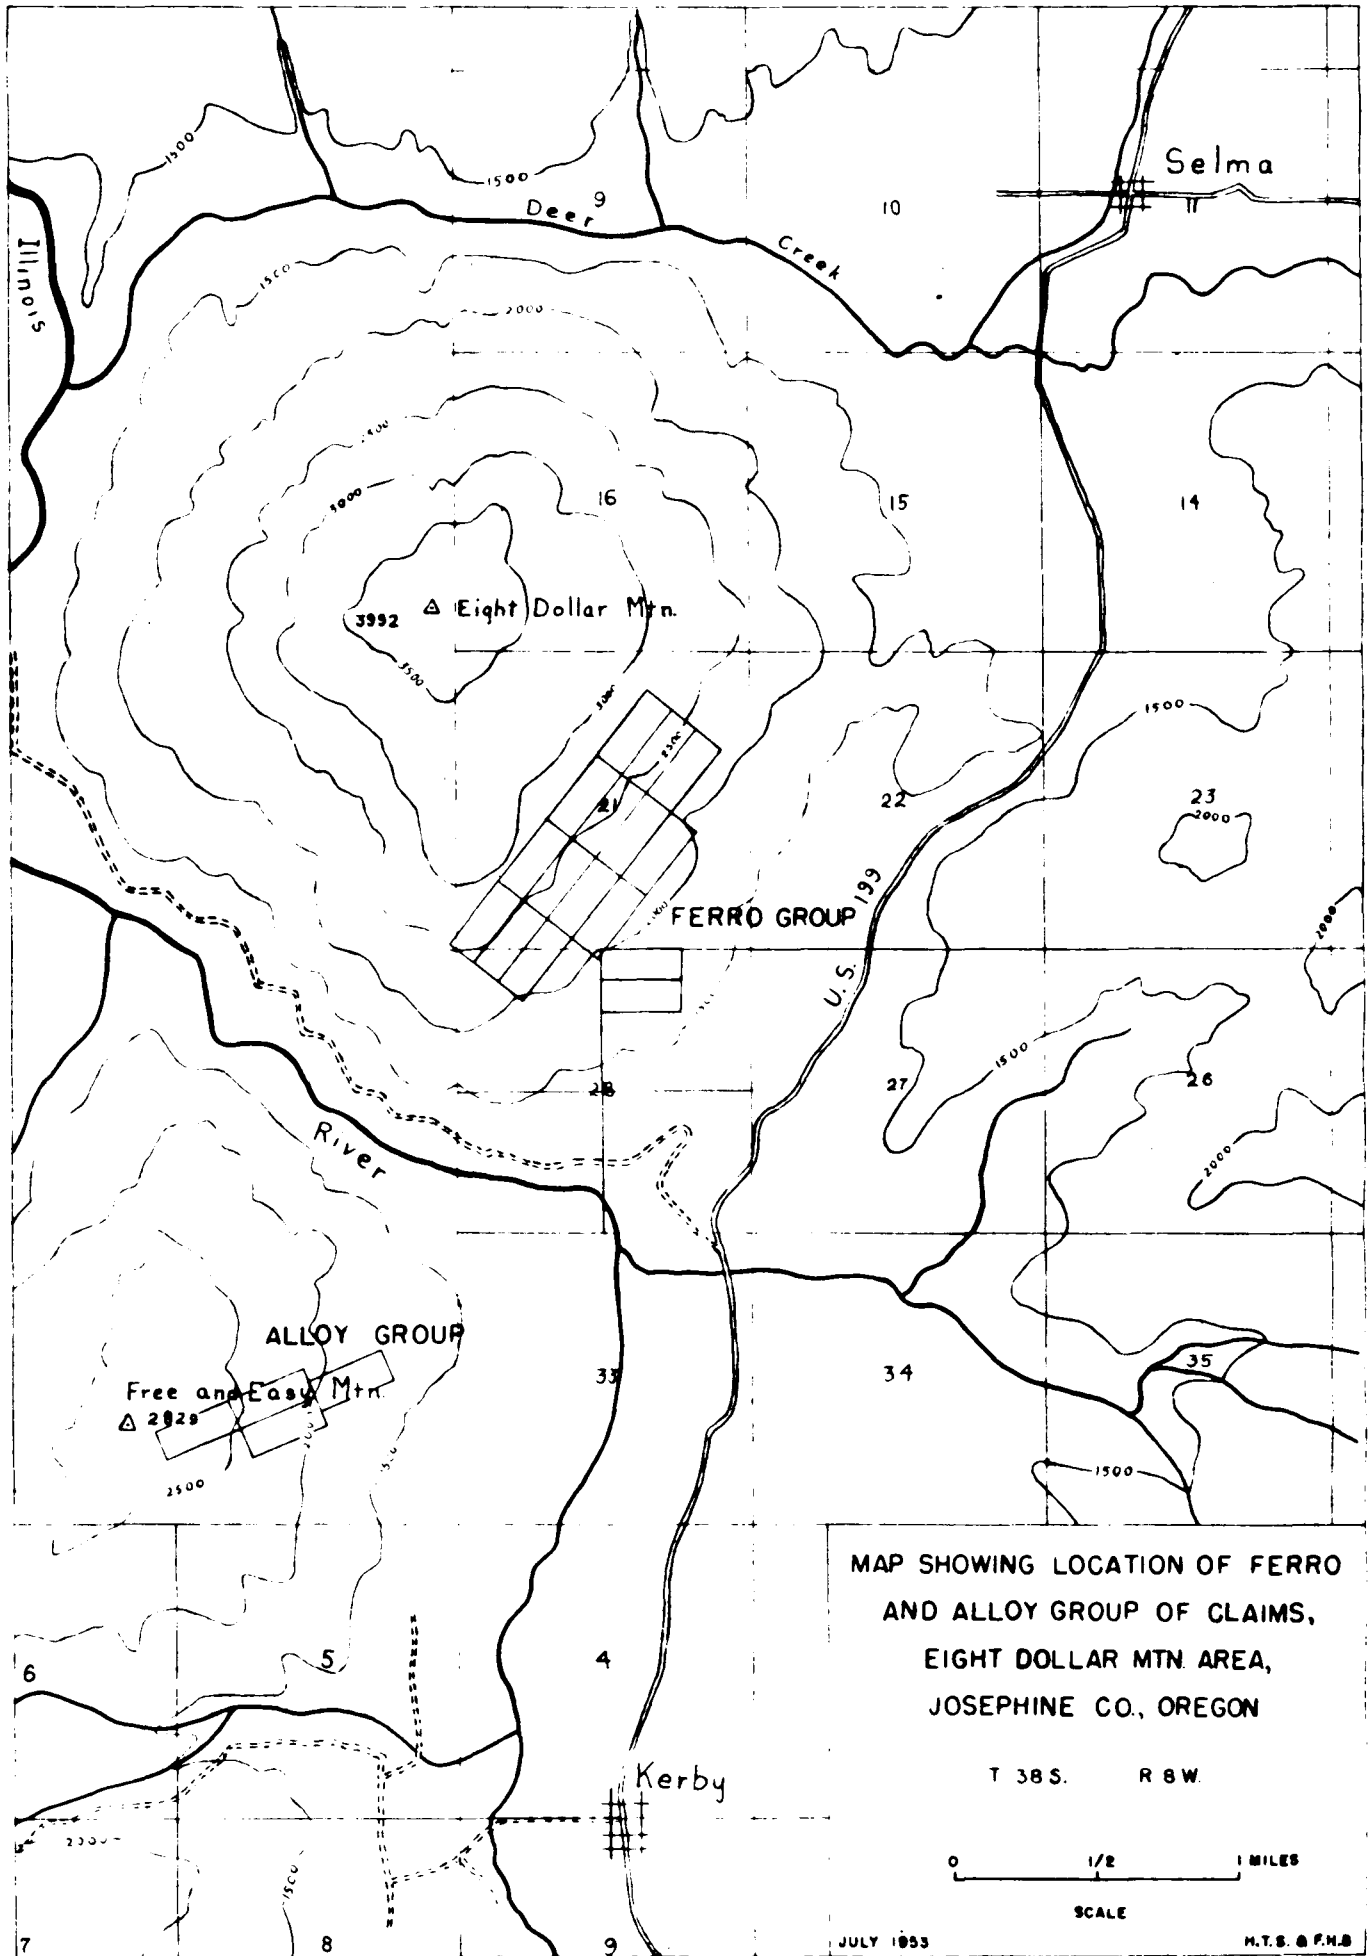 Selma
1500
1500
9
Deer
10
11
Creek
Illinois
1500
2000
3000
16
15
14
3992
Eight Dollar Mtn.
3500
3000
1500
2500
21
22
23
2000
FERRO GROUP
U.S. 199
2000
1500
28
27
26
River
2000
ALLOY GROUP
33
34
35
Free and Easy Mtn.
2829
1500
2500
MAP SHOWING LOCATION OF FERRO
AND ALLOY GROUP OF CLAIMS,
EIGHT DOLLAR MTN. AREA,
JOSEPHINE CO., OREGON
T 38 S. R 8 W.
6
5
4
Kerby
2000
1500
0 1/2 1 MILES
SCALE
7
8
9
JULY 1953
H.T.S. & F.H.B